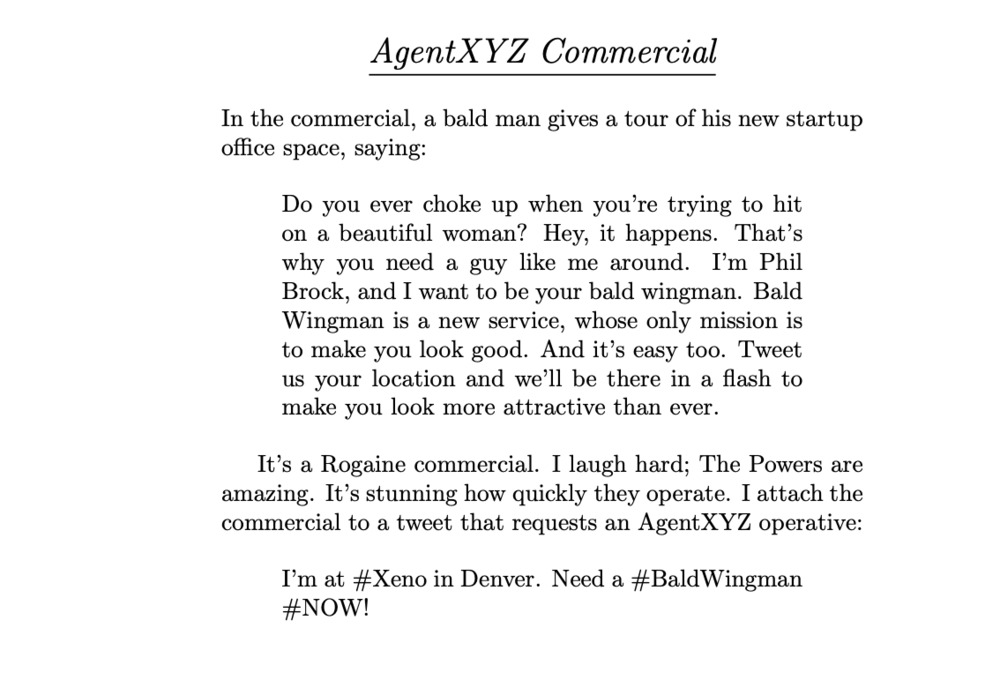 AgentXYZ Commercial
In the commercial, a bald man gives a tour of his new startup
office space, saying:
Do you ever choke up when you’re trying to hit
on a beautiful woman? Hey, it happens. That’s
why you need a guy like me around. I’m Phil
Brock, and I want to be your bald wingman. Bald
Wingman is a new service, whose only mission is
to make you look good. And it’s easy too. Tweet
us your location and we’ll be there in a flash to
make you look more attractive than ever.
It’s a Rogaine commercial. I laugh hard; The Powers are
amazing. It’s stunning how quickly they operate. I attach the
commercial to a tweet that requests an AgentXYZ operative:
I’m at #Xeno in Denver. Need a #BaldWingman
#NOW!